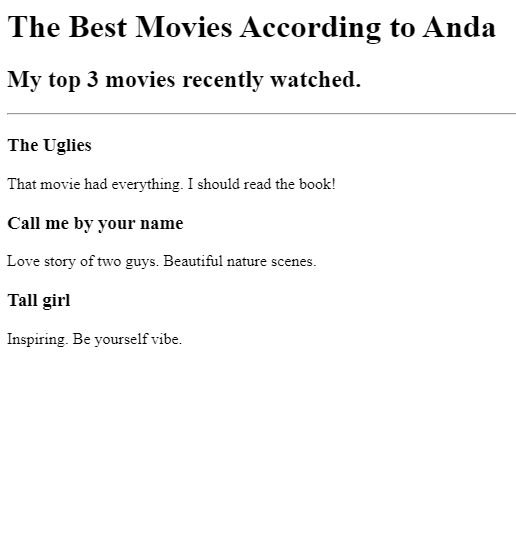 The Best Movies According to Anda
My top 3 movies recently watched.
The Uglies
That movie had everything. I should read the book!
Call me by your name
Love story of two guys. Beautiful nature scenes.
Tall girl
Inspiring. Be yourself vibe.